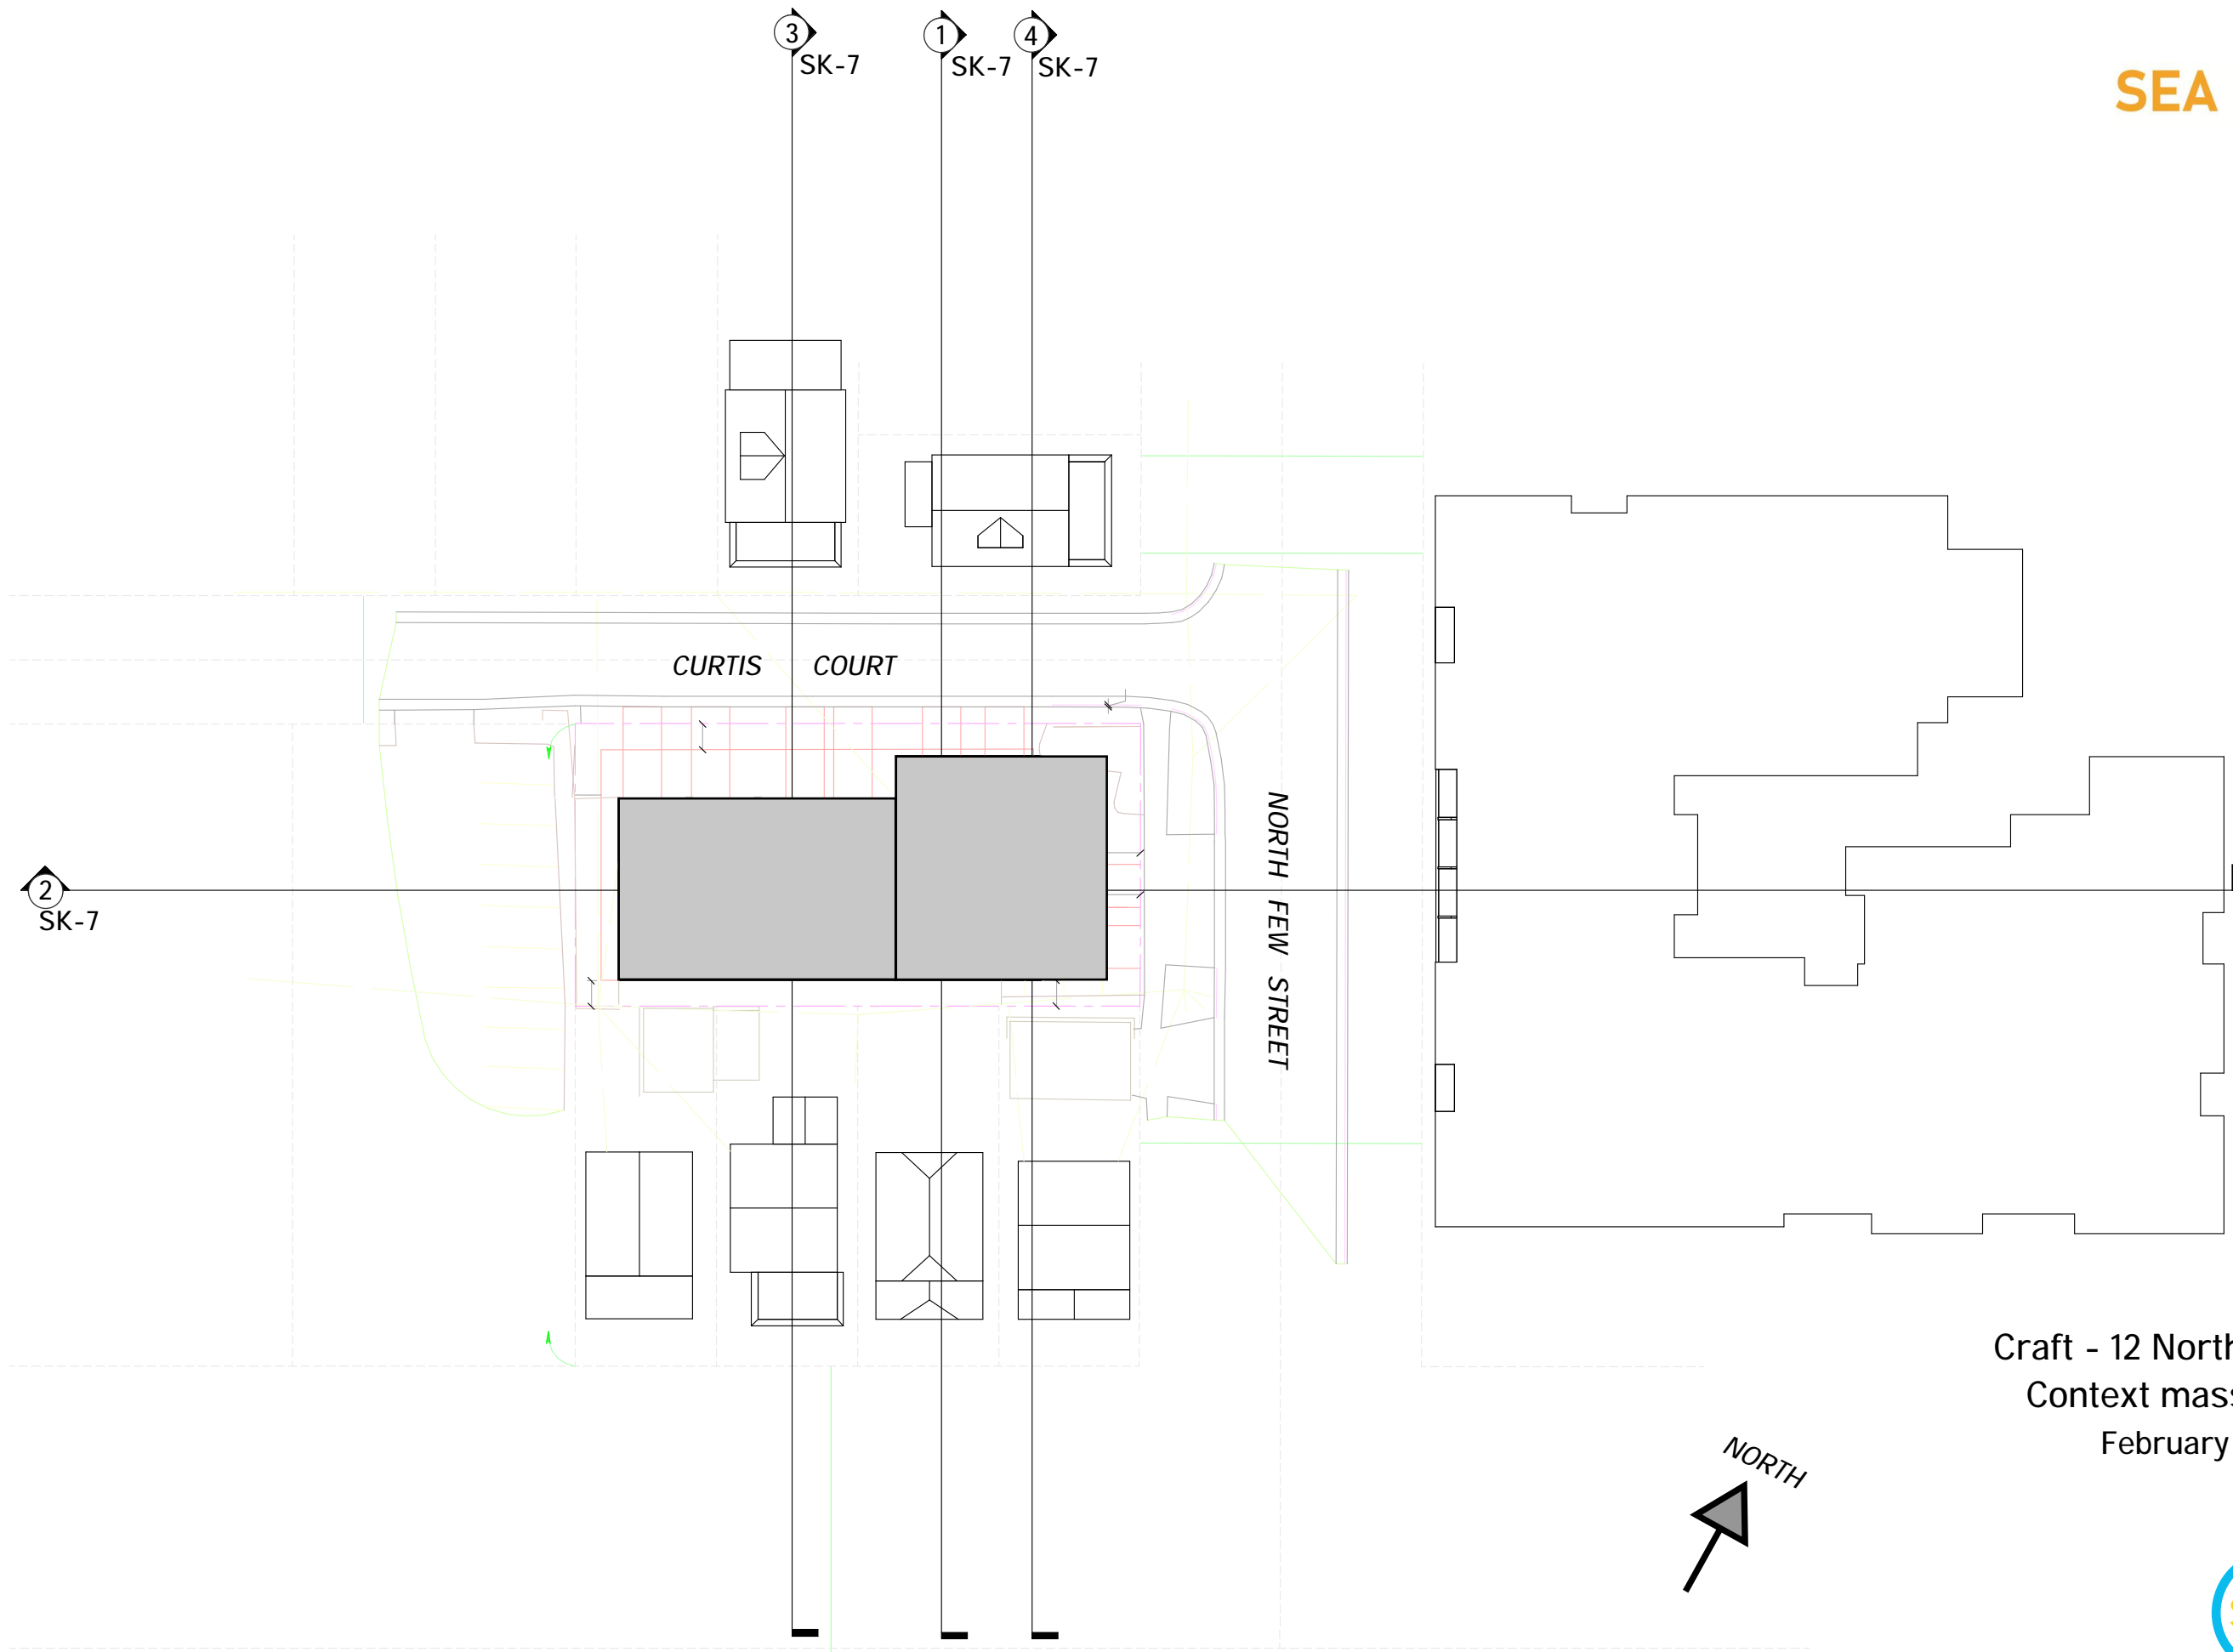 3
SK-7
1
SK-7
4
SK-7
SEA
CURTIS COURT
NORTH FEW STREET
2
SK-7
Craft - 12 North
Context mass
February
NORTH